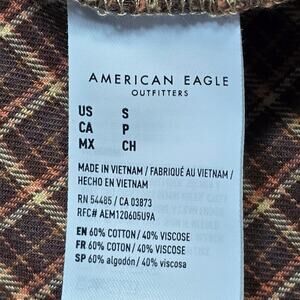 AMERICAN EAGLE
OUTFITTERS
US S
CA P
MX CH
MADE IN VIETNAM / FABRIQUÉ AU VIETNAM /
HECHO EN VIETNAM
RN 54485 / CA 03873
RFC# AEM120605U9A
EN 60% COTTON / 40% VISCOSE
FR 60% COTON / 40% VISCOSE
SP 60% algodón / 40% viscosa